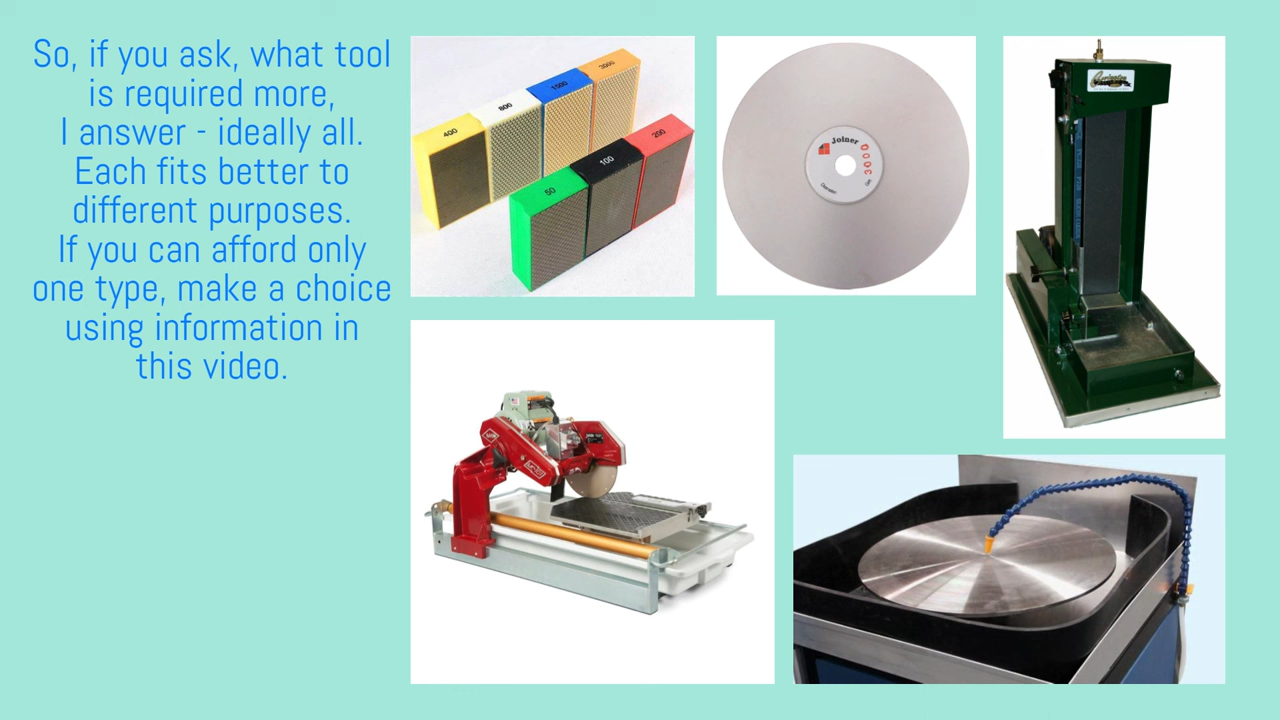 So, if you ask, what tool
is required more,
I answer - ideally all.
Each fits better to
different purposes.
If you can afford only
one type, make a choice
using information in
this video.
400
800
1500
3000
50
100
200
Joiner
3000